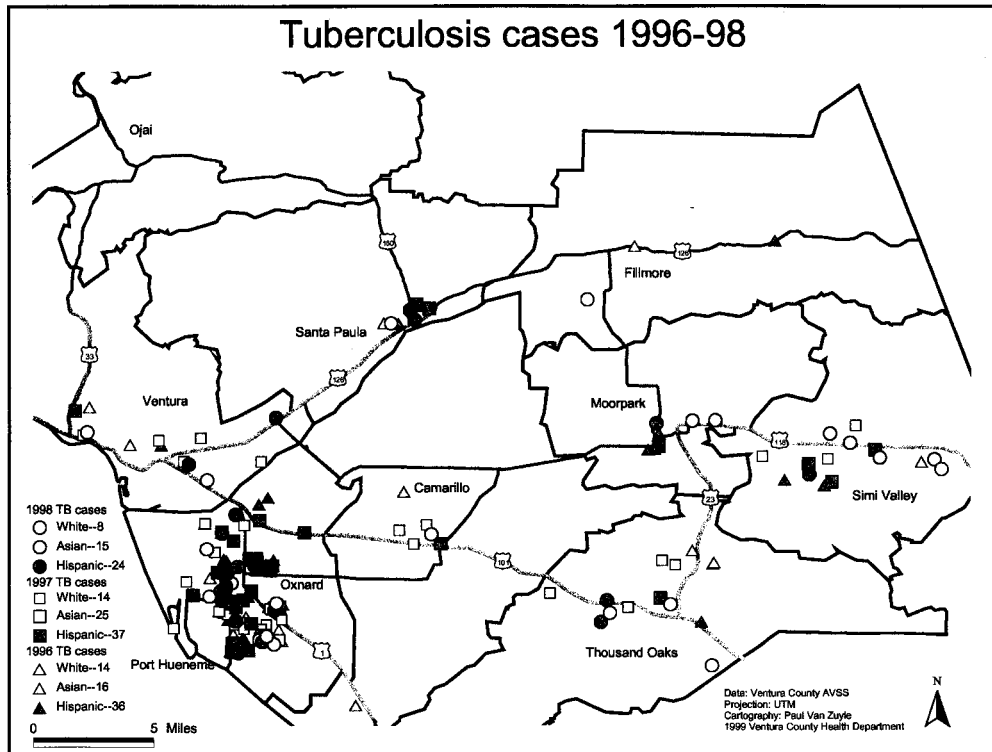 Tuberculosis cases 1996-98
Ojai
150
126
Fillmore
Santa Paula
33
126
Ventura
Moorpark
118
Camarillo
23
Simi Valley
1998 TB cases
White--8
Asian--15
Hispanic--24
1997 TB cases
White--14
Asian--25
Hispanic--37
1996 TB cases
White--14
Asian--16
Hispanic--36
101
Oxnard
Port Hueneme
1
Thousand Oaks
0 5 Miles
Data: Ventura County AVSS
Projection: UTM
Cartography: Paul Van Zuyle
1999 Ventura County Health Department
N